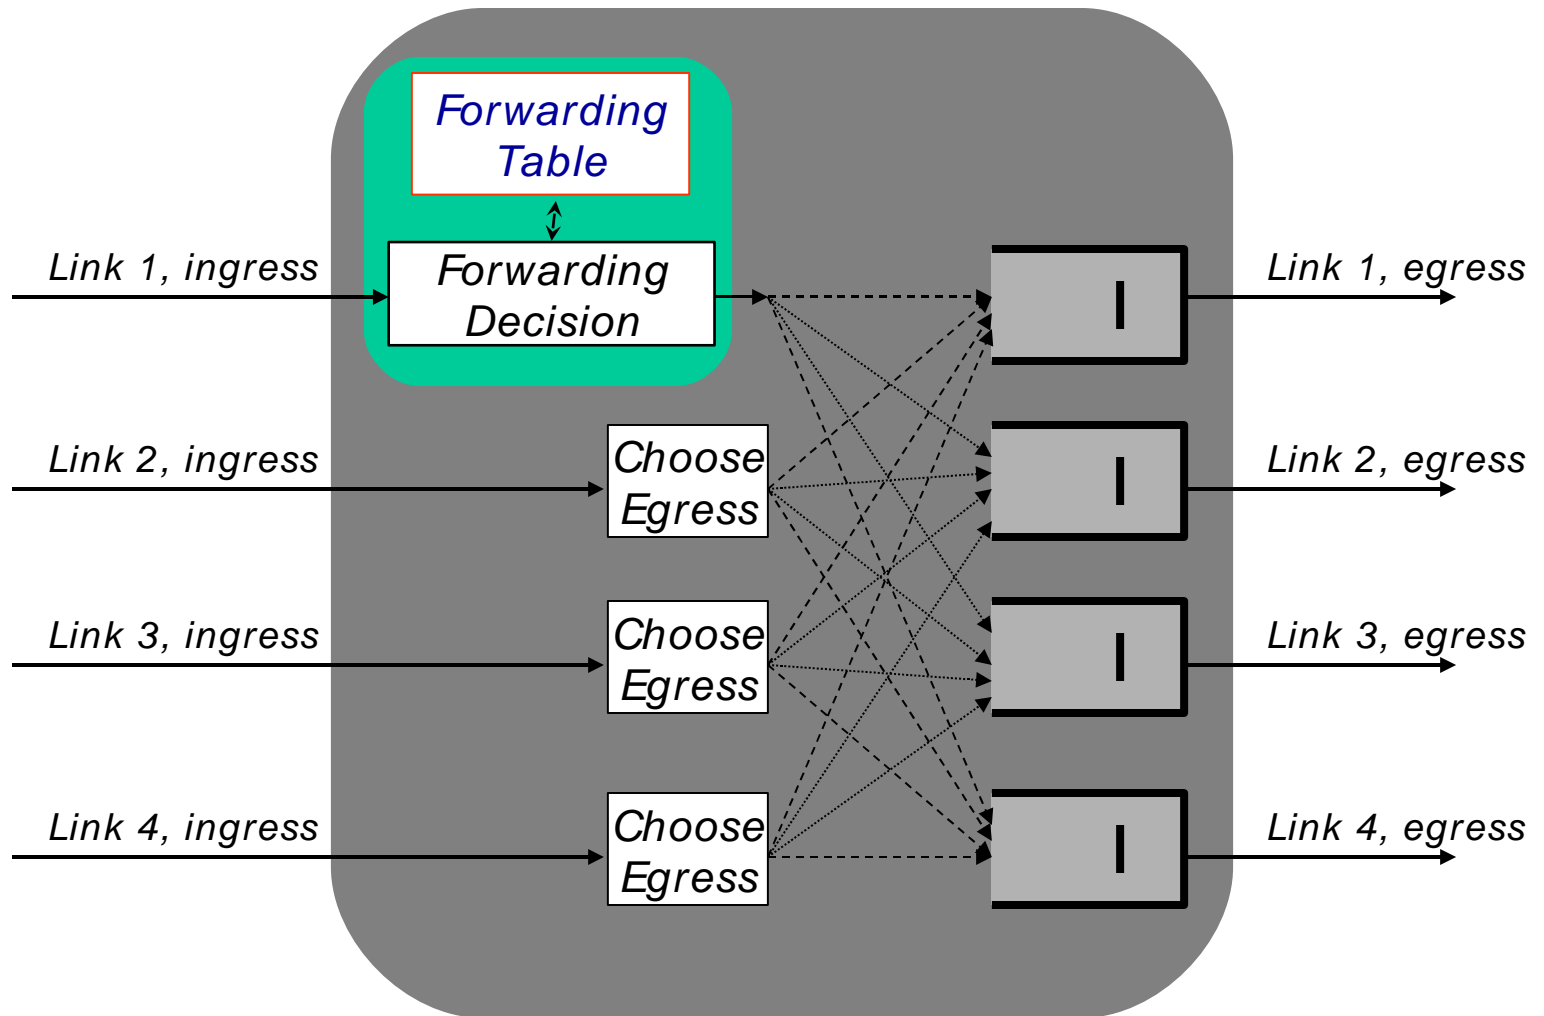 Forwarding
Table
Link 1, ingress
Forwarding
Decision
Link 1, egress
Link 2, ingress
Choose
Egress
Link 2, egress
Link 3, ingress
Choose
Egress
Link 3, egress
Link 4, ingress
Choose
Egress
Link 4, egress